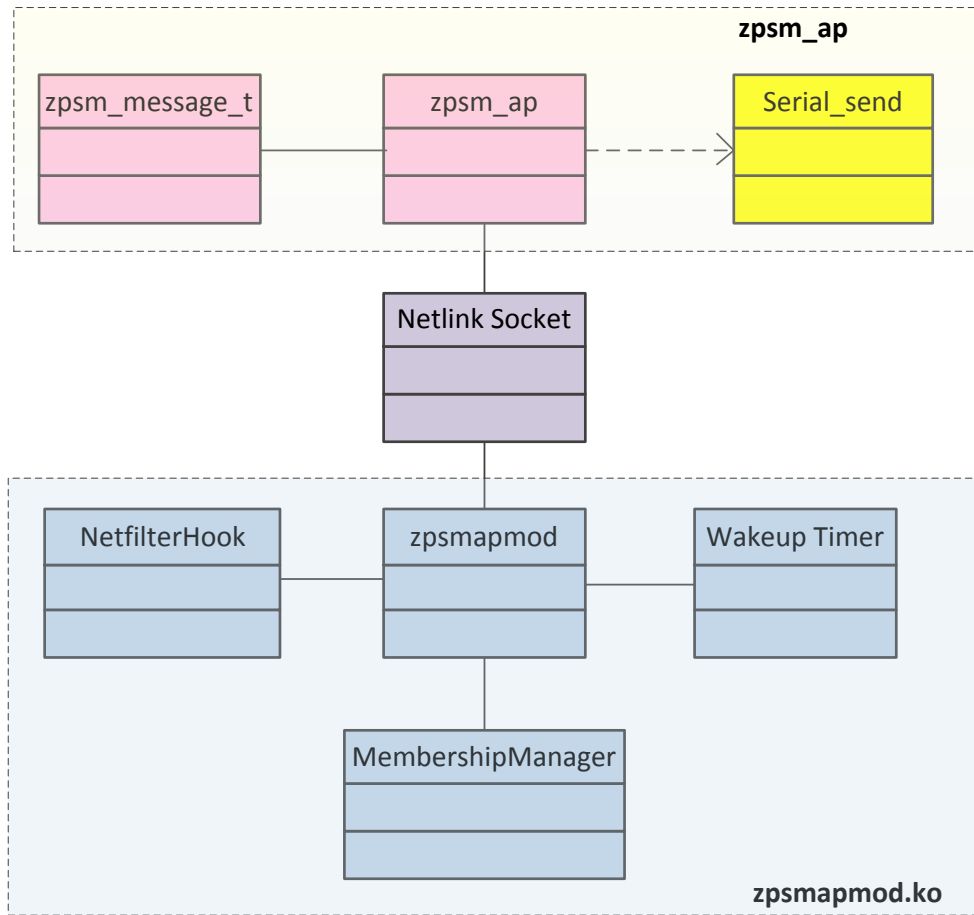 zpsm_ap
zpsm_message_t
zpsm_ap
Serial_send
Netlink Socket
NetfilterHook
zpsmapmod
Wakeup Timer
MembershipManager
zpsmapmod.ko